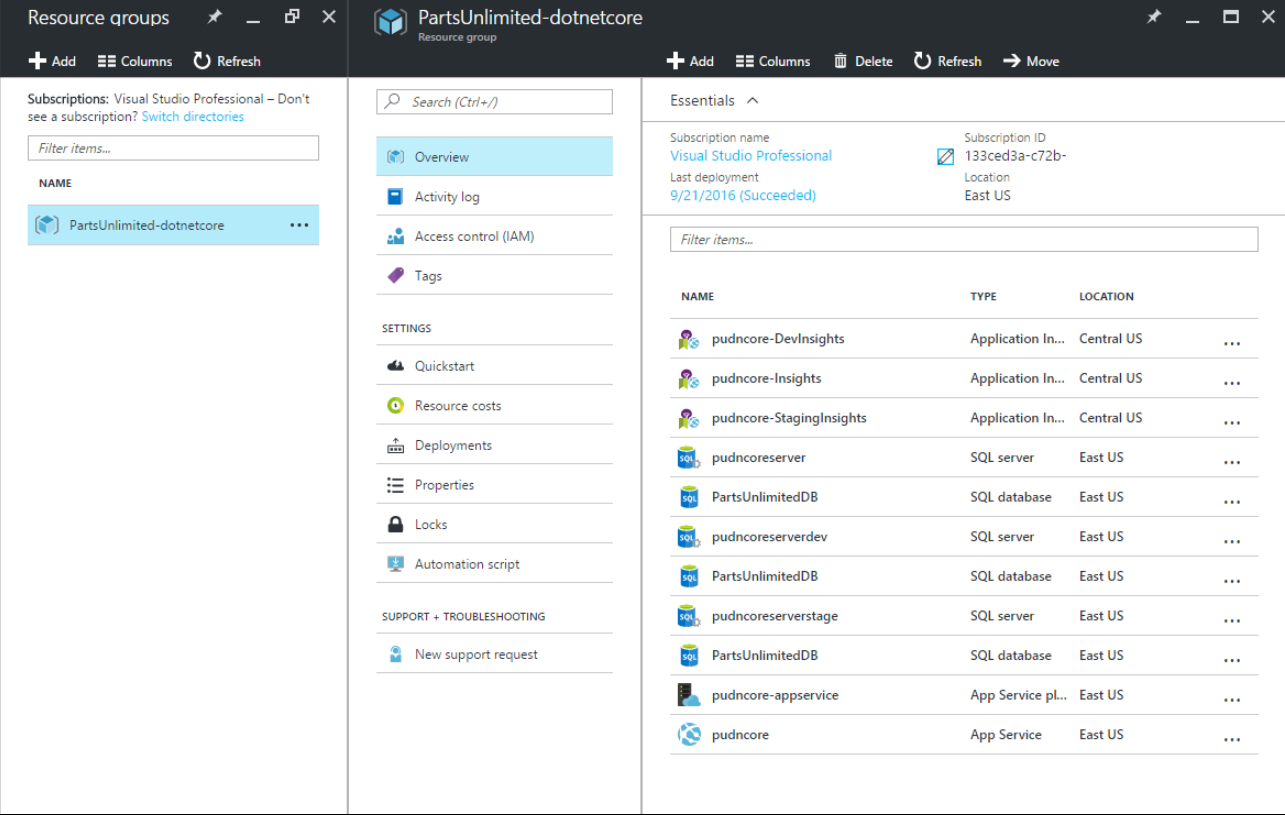 Resource groups
Add Columns Refresh
Subscriptions: Visual Studio Professional – Don't
see a subscription? Switch directories
Filter items...
NAME
PartsUnlimited-dotnetcore ...
PartsUnlimited-dotnetcore
Resource group
Search (Ctrl+/)
Overview
Activity log
Access control (IAM)
Tags
SETTINGS
Quickstart
Resource costs
Deployments
Properties
Locks
Automation script
SUPPORT + TROUBLESHOOTING
New support request
Add Columns Delete Refresh Move
Essentials
Subscription name Subscription ID
Visual Studio Professional 133ced3a-c72b-
Last deployment Location
9/21/2016 (Succeeded) East US
Filter items...
NAME TYPE LOCATION
pudncore-DevInsights Application In... Central US ...
pudncore-Insights Application In... Central US ...
pudncore-StagingInsights Application In... Central US ...
SQL pudncoreserver SQL server East US ...
SQL PartsUnlimitedDB SQL database East US ...
SQL pudncoreserverdev SQL server East US ...
SQL PartsUnlimitedDB SQL database East US ...
SQL pudncoreserverstage SQL server East US ...
SQL PartsUnlimitedDB SQL database East US ...
pudncore-appservice App Service pl... East US ...
pudncore App Service East US ...